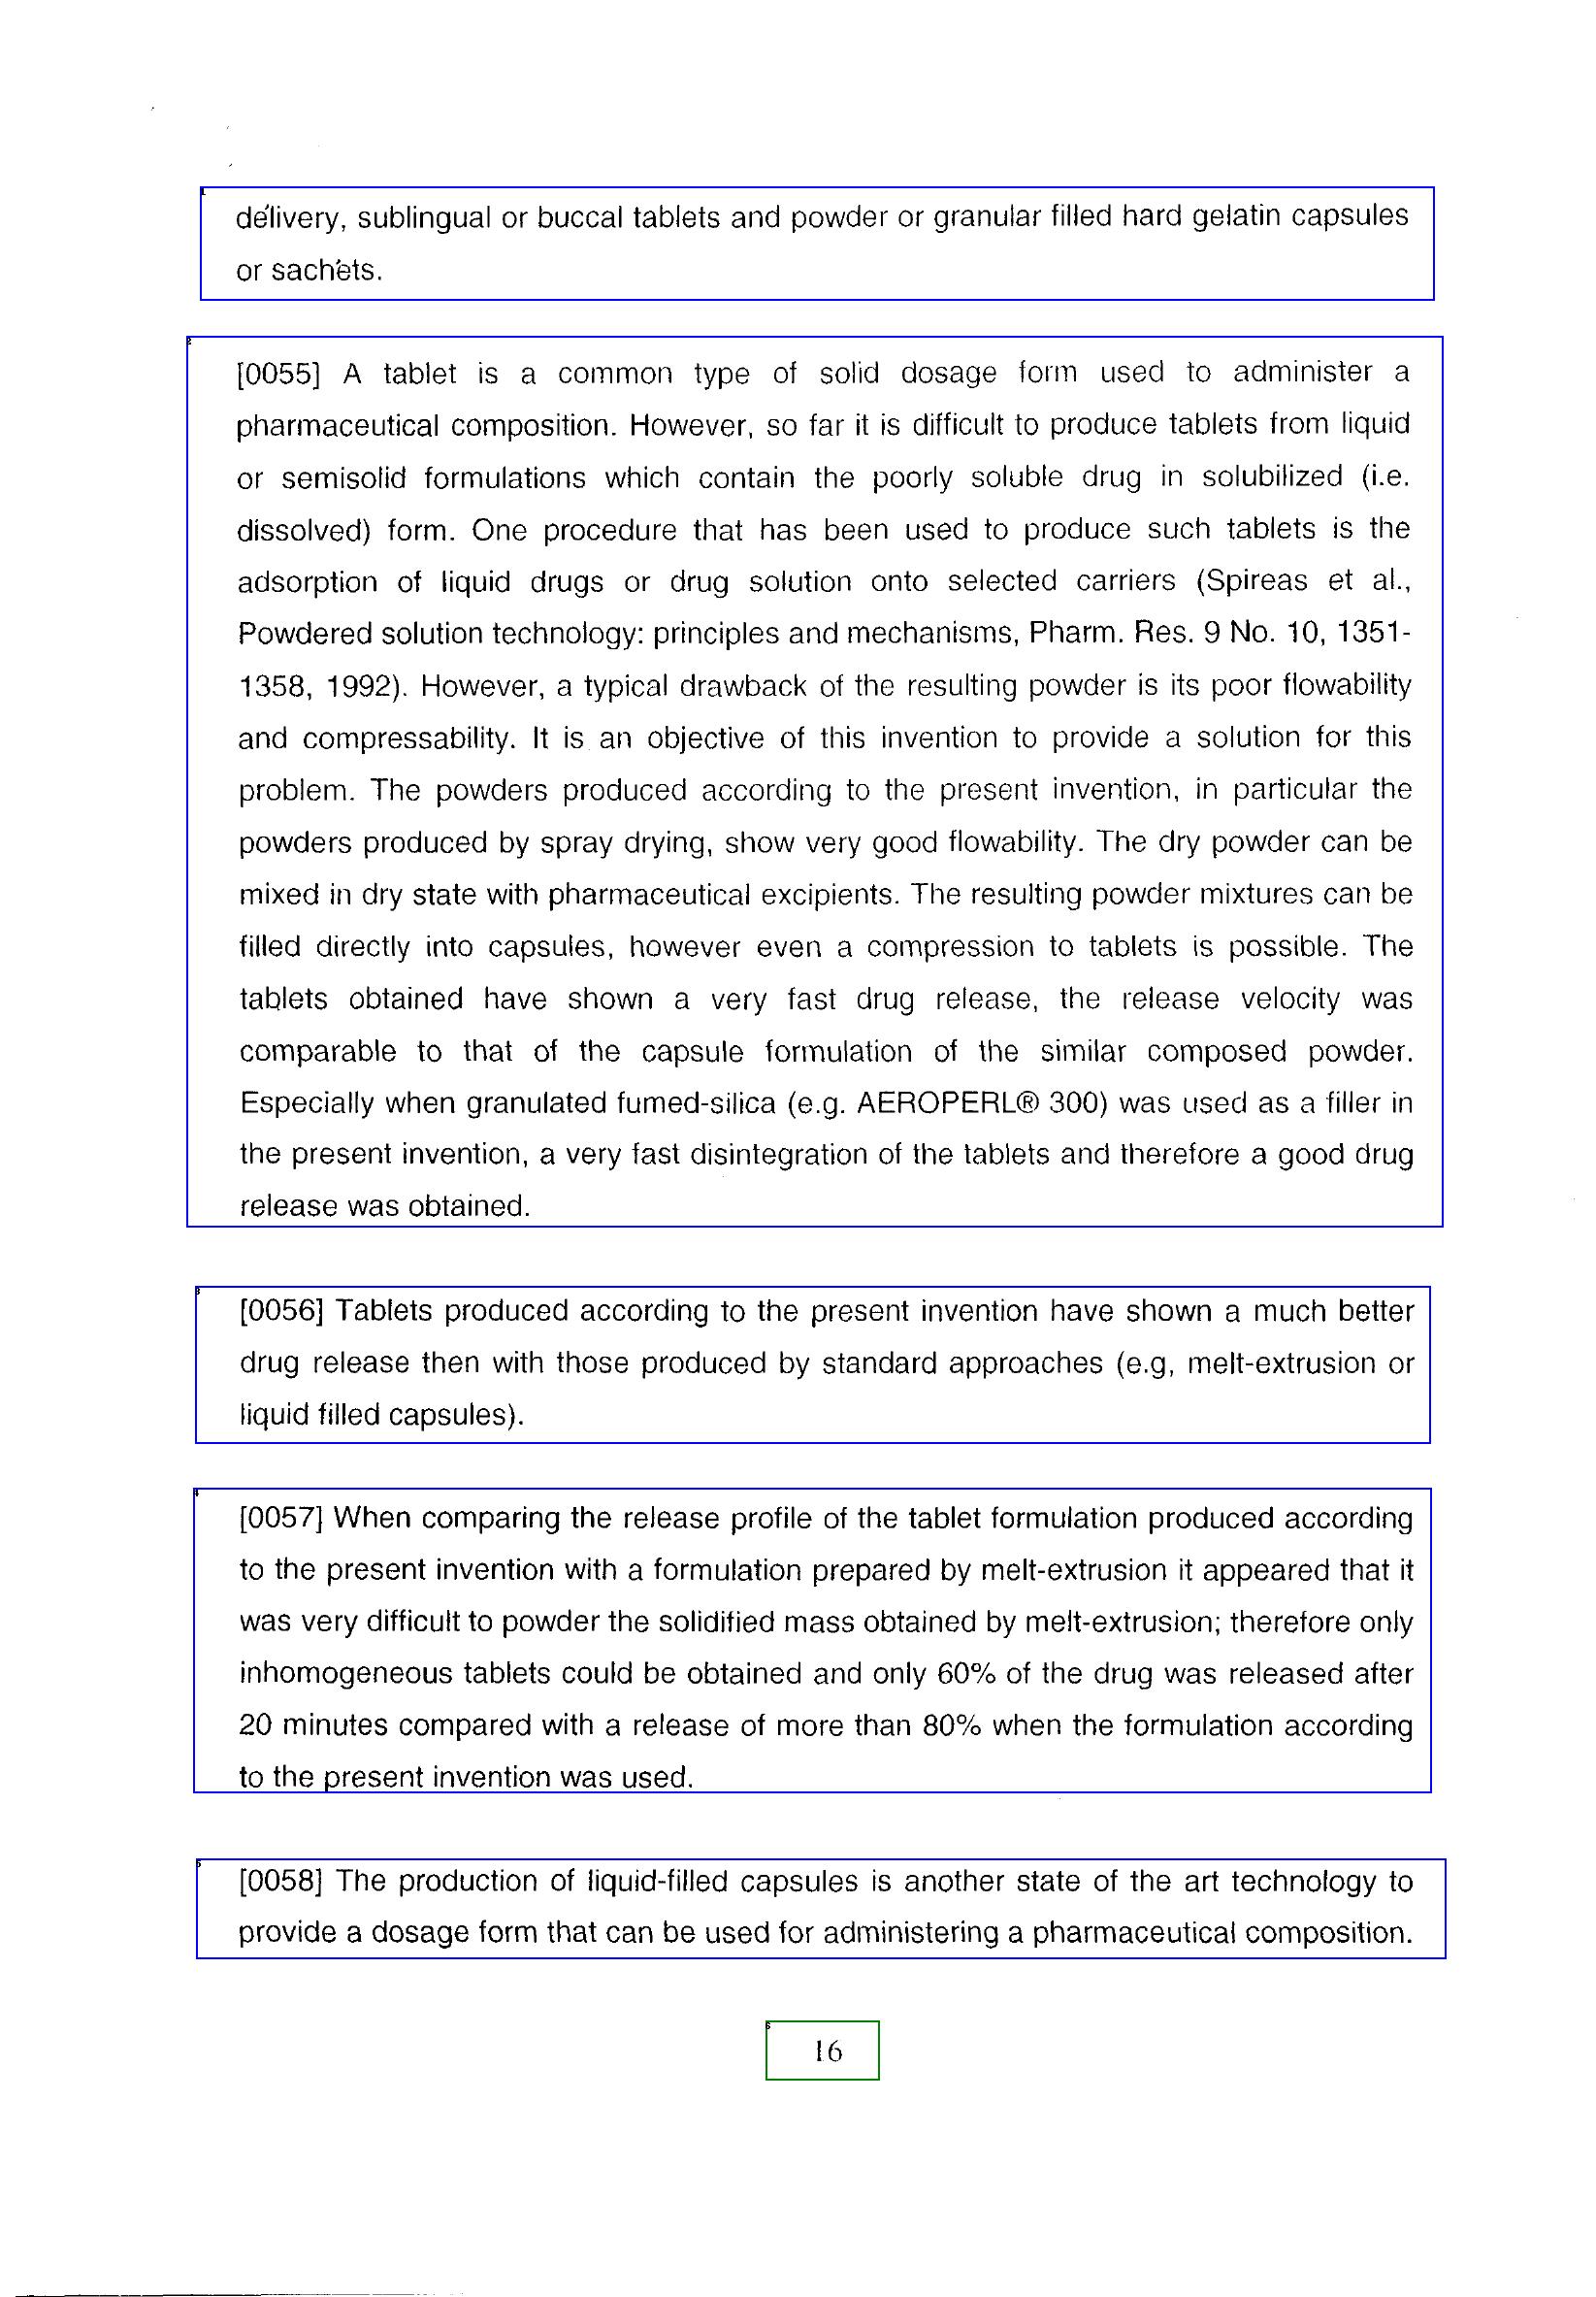 delivery, sublingual or buccal tablets and powder or granular filled hard gelatin capsules
or sachets.
[0055] A tablet is a common type of solid dosage form used to administer a
pharmaceutical composition. However, so far it is difficult to produce tablets from liquid
or semisolid formulations which contain the poorly soluble drug in solubilized (i.e.
dissolved) form. One procedure that has been used to produce such tablets is the
adsorption of liquid drugs or drug solution onto selected carriers (Spireas et al.,
Powdered solution technology: principles and mechanisms, Pharm. Res. 9 No. 10, 1351-
1358, 1992). However, a typical drawback of the resulting powder is its poor flowability
and compressability. It is an objective of this invention to provide a solution for this
problem. The powders produced according to the present invention, in particular the
powders produced by spray drying, show very good flowability. The dry powder can be
mixed in dry state with pharmaceutical excipients. The resulting powder mixtures can be
filled directly into capsules, however even a compression to tablets is possible. The
tablets obtained have shown a very fast drug release, the release velocity was
comparable to that of the capsule formulation of the similar composed powder.
Especially when granulated fumed-silica (e.g. AEROPERL® 300) was used as a filler in
the present invention, a very fast disintegration of the tablets and therefore a good drug
release was obtained.
[0056] Tablets produced according to the present invention have shown a much better
drug release then with those produced by standard approaches (e.g, melt-extrusion or
liquid filled capsules).
[0057] When comparing the release profile of the tablet formulation produced according
to the present invention with a formulation prepared by melt-extrusion it appeared that it
was very difficult to powder the solidified mass obtained by melt-extrusion; therefore only
inhomogeneous tablets could be obtained and only 60% of the drug was released after
20 minutes compared with a release of more than 80% when the formulation according
to the present invention was used.
[0058] The production of liquid-filled capsules is another state of the art technology to
provide a dosage form that can be used for administering a pharmaceutical composition.
16